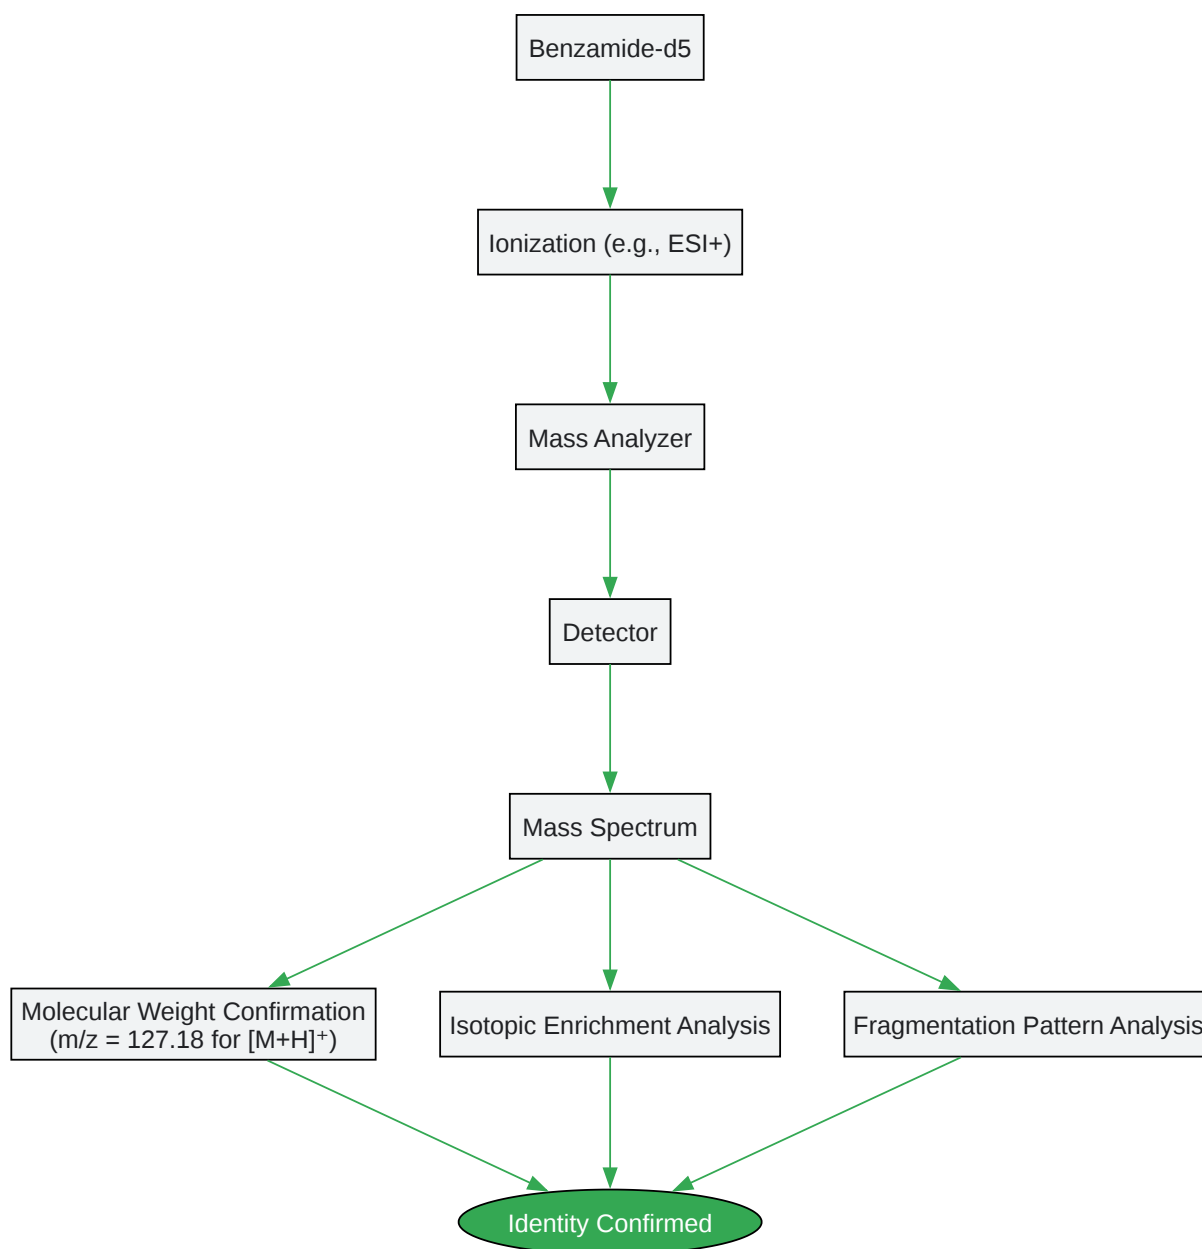 Benzamide-d5
Ionization (e.g., ESI+)
Mass Analyzer
Detector
Mass Spectrum
Molecular Weight Confirmation
(m/z = 127.18 for [M+H]⁺)
Isotopic Enrichment Analysis
Fragmentation Pattern Analysis
Identity Confirmed